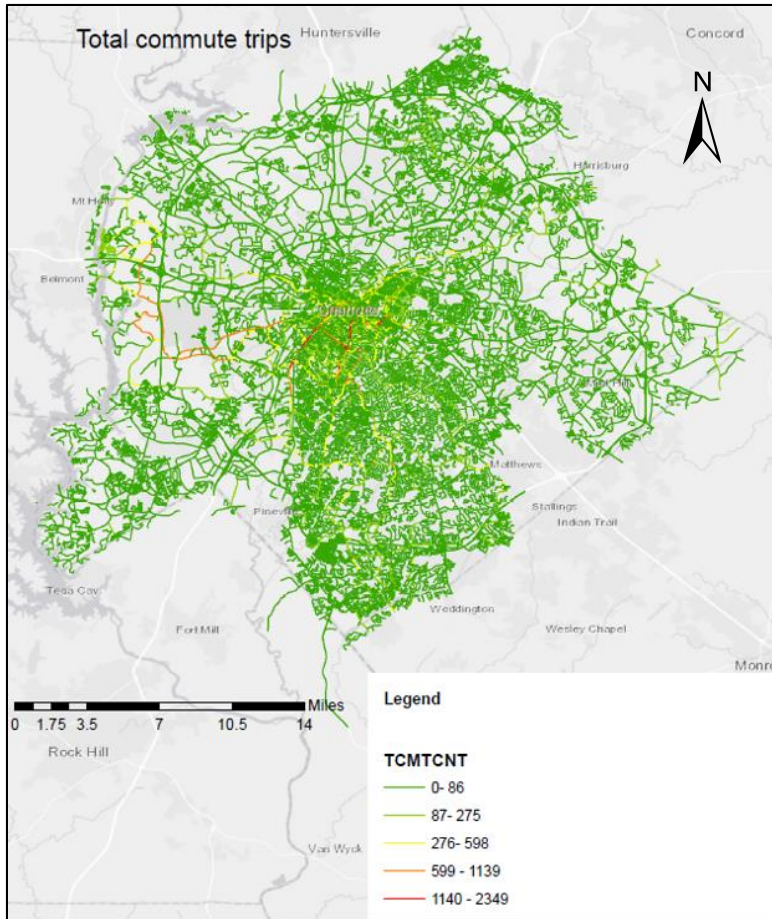 Total commute trips
Huntersville
Concord
N
Harrisburg
Mt Holly
Belmont
Charlotte
Mint Hill
Matthews
Stallings
Indian Trail
Pineville
Tega Cay
Weddington
Fort Mill
Wesley Chapel
Monro
Miles
0 1.75 3.5 7 10.5 14
Rock Hill
Van Wyck
Legend
TCMTCNT
0- 86
87- 275
276- 598
599 - 1139
1140 - 2349